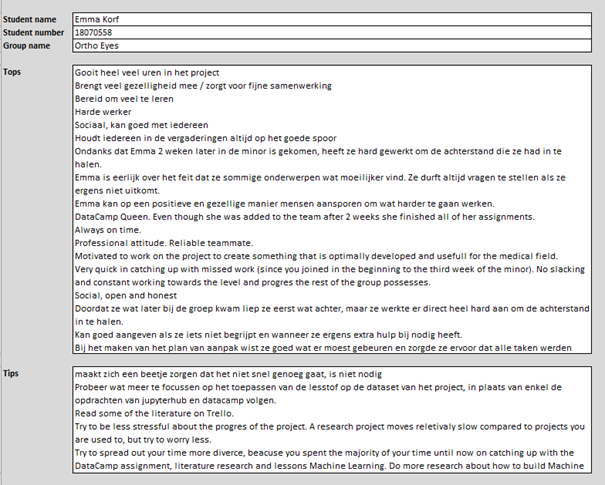 Student name Emma Korf
Student number 18070558
Group name Ortho Eyes
Tops Gooit heel veel uren in het project
Brengt veel gezelligheid mee / zorgt voor fijne samenwerking
Bereid om veel te leren
Harde werker
Sociaal, kan goed met iedereen
Houdt iedereen in de vergaderingen altijd op het goede spoor
Ondanks dat Emma 2 weken later in de minor is gekomen, heeft ze hard gewerkt om de achterstand die ze had in te
halen.
Emma is eerlijk over het feit dat ze sommige onderwerpen wat moeilijker vind. Ze durft altijd vragen te stellen als ze
ergens niet uitkomt.
Emma kan op een positieve en gezellige manier mensen aansporen om wat harder te gaan werken.
DataCamp Queen. Even though she was added to the team after 2 weeks she finished all of her assignments.
Always on time.
Professional attitude. Reliable teammate.
Motivated to work on the project to create something that is optimally developed and usefull for the medical field.
Very quick in catching up with missed work (since you joined in the beginning to the third week of the minor). No slacking
and constant working towards the level and progres the rest of the group possesses.
Social, open and honest
Doordat ze wat later bij de groep kwam liep ze eerst wat achter, maar ze werkte er direct heel hard aan om de achterstand
in te halen.
Kan goed aangeven als ze iets niet begrijpt en wanneer ze ergens extra hulp bij nodig heeft.
Bij het maken van het plan van aanpak wist ze goed wat er moest gebeuren en zorgde ze ervoor dat alle taken werden
Tips maakt zich een beetje zorgen dat het niet snel genoeg gaat, is niet nodig
Probeer wat meer te focussen op het toepassen van de lesstof op de dataset van het project, in plaats van enkel de
opdrachten van jupyterhub en datacamp volgen.
Read some of the literature on Trello.
Try to be less stressful about the progres of the project. A research project moves reletivaly slow compared to projects you
are used to, but try to worry less.
Try to spread out your time more diverce, beacuse you spent the majority of your time until now on catching up with the
DataCamp assignment, literature research and lessons Machine Learning. Do more research about how to build Machine